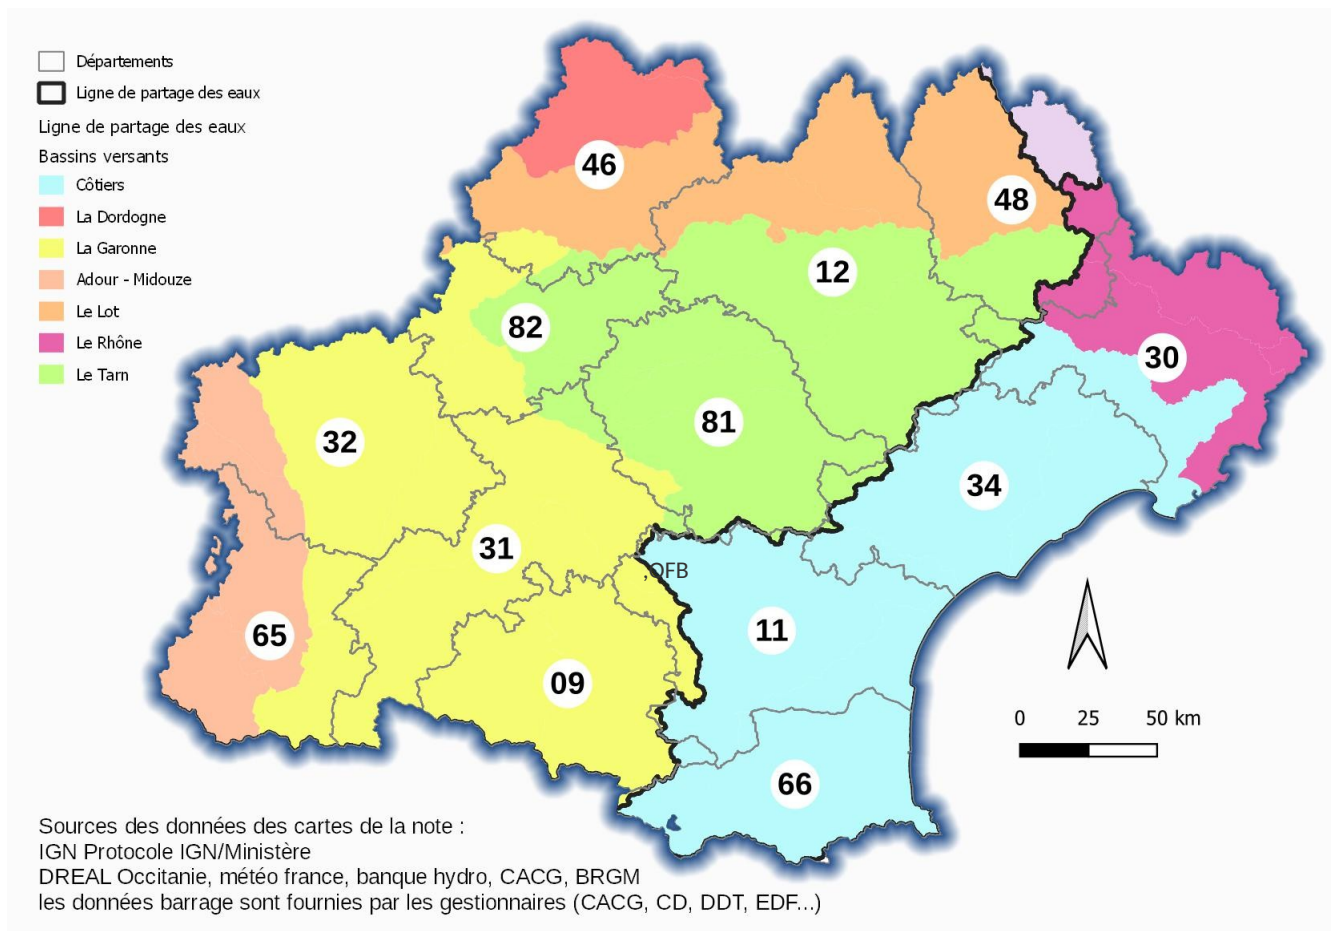 Départements
Ligne de partage des eaux
Ligne de partage des eaux
Bassins versants
Côtiers
La Dordogne
La Garonne
Adour - Midouze
Le Lot
Le Rhône
Le Tarn
46
48
12
82
30
81
32
34
31
,OFB
11
65
09
66
0 25 50 km
Sources des données des cartes de la note :
IGN Protocole IGN/Ministère
DREAL Occitanie, météo france, banque hydro, CACG, BRGM
les données barrage sont fournies par les gestionnaires (CACG, CD, DDT, EDF...)